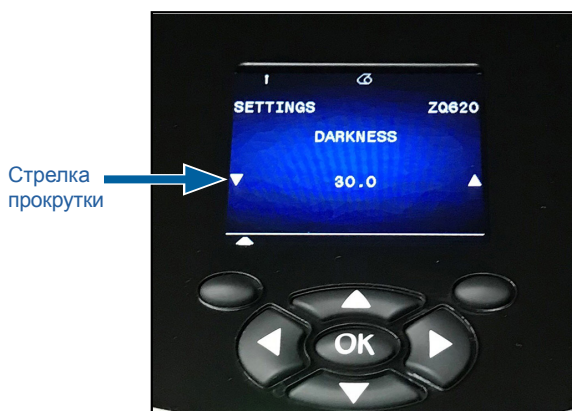 SETTINGS ZQ620
DARKNESS
Стрелка
прокрутки
30.0
OK